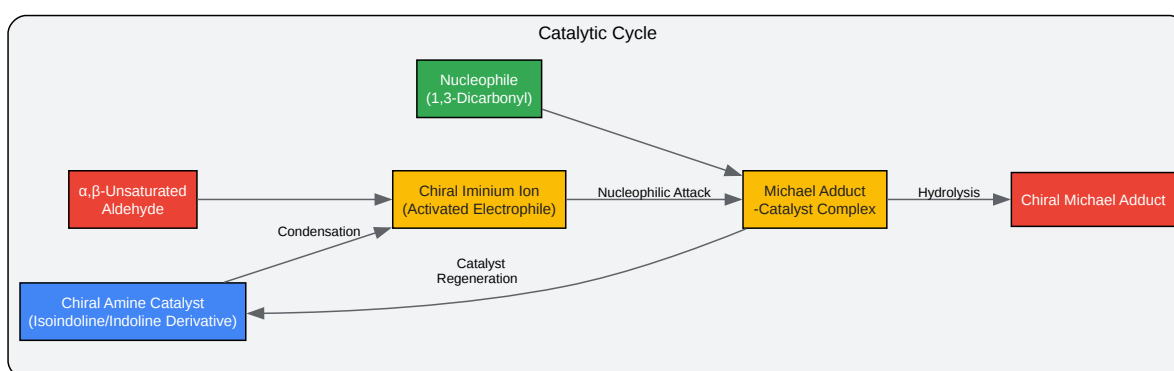 Catalytic Cycle
Nucleophile
(1,3-Dicarbonyl)
α,β-Unsaturated
Aldehyde
Chiral Iminium Ion
(Activated Electrophile)
Nucleophilic Attack
Michael Adduct
-Catalyst Complex
Hydrolysis
Chiral Michael Adduct
Condensation
Catalyst
Regeneration
Chiral Amine Catalyst
(Isoindoline/Indoline Derivative)